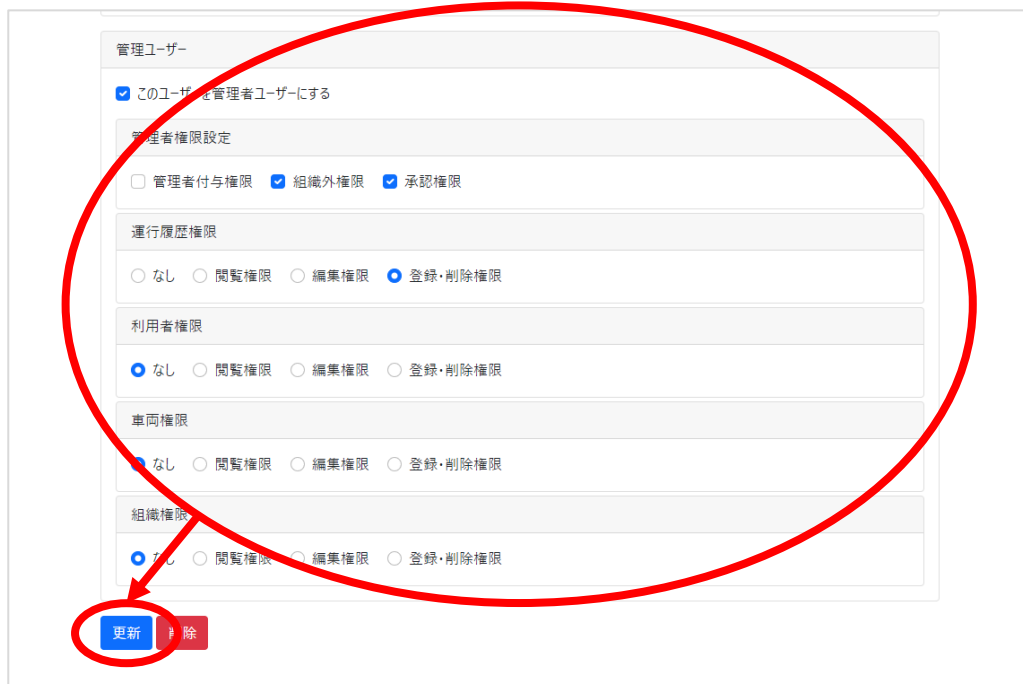 管理ユーザー
このユーザーを管理者ユーザーにする
管理者権限設定
管理者付与権限 組織外権限 承認権限
運行履歴権限
なし 閲覧権限 編集権限 登録・削除権限
利用者権限
なし 閲覧権限 編集権限 登録・削除権限
車両権限
なし 閲覧権限 編集権限 登録・削除権限
組織権限
なし 閲覧権限 編集権限 登録・削除権限
更新 削除